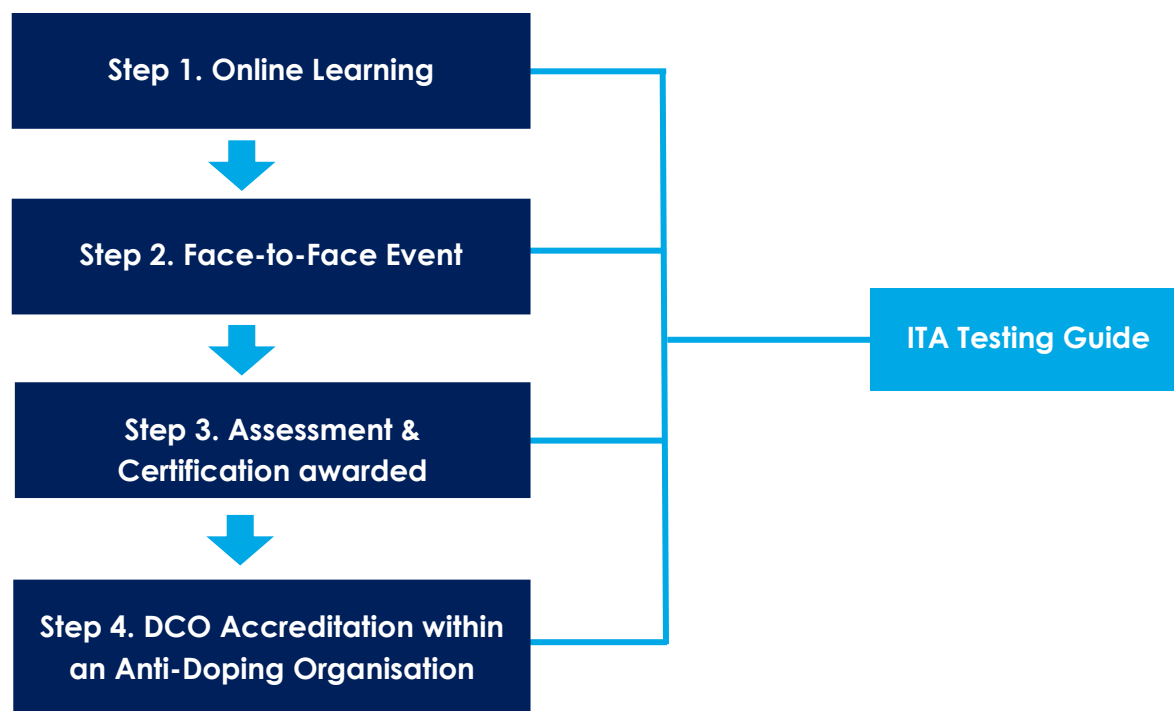 Step 1. Online Learning
Step 2. Face-to-Face Event
ITA Testing Guide
Step 3. Assessment &
Certification awarded
Step 4. DCO Accreditation within
an Anti-Doping Organisation